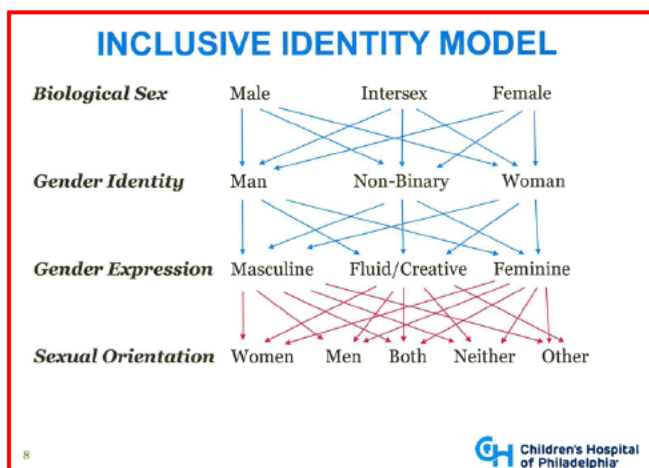 INCLUSIVE IDENTITY MODEL
Biological Sex Male Intersex Female
Gender Identity Man Non-Binary Woman
Gender Expression Masculine Fluid/Creative Feminine
Sexual Orientation Women Men Both Neither Other
8
CH Children's Hospital
of Philadelphia